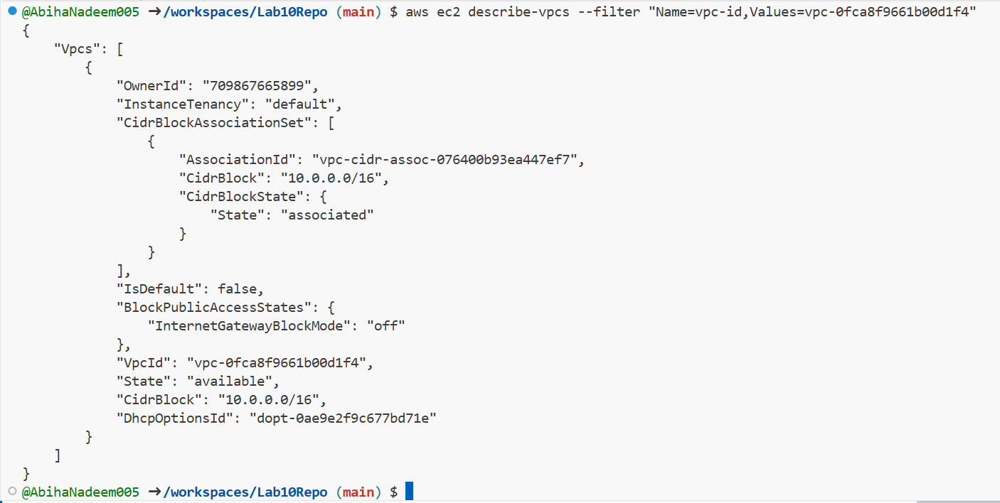 @AbihaNadeem005 ➜/workspaces/Lab10Repo (main) $ aws ec2 describe-vpcs --filter "Name=vpc-id,Values=vpc-0fca8f9661b00d1f4"
{
    "Vpcs": [
        {
            "OwnerId": "709867665899",
            "InstanceTenancy": "default",
            "CidrBlockAssociationSet": [
                {
                    "AssociationId": "vpc-cidr-assoc-076400b93ea447ef7",
                    "CidrBlock": "10.0.0.0/16",
                    "CidrBlockState": {
                        "State": "associated"
                    }
                }
            ],
            "IsDefault": false,
            "BlockPublicAccessStates": {
                "InternetGatewayBlockMode": "off"
            },
            "VpcId": "vpc-0fca8f9661b00d1f4",
            "State": "available",
            "CidrBlock": "10.0.0.0/16",
            "DhcpOptionsId": "dopt-0ae9e2f9c677bd71e"
        }
    ]
}
@AbihaNadeem005 ➜/workspaces/Lab10Repo (main) $